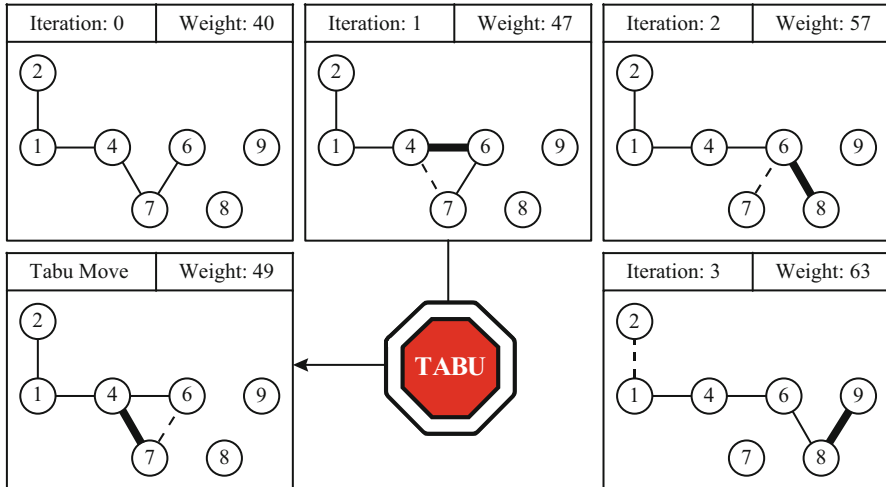 Iteration: 0 Weight: 40
2
1 4 6 9
7 8
Iteration: 1 Weight: 47
2
1 4 6 9
7 8
Iteration: 2 Weight: 57
2
1 4 6 9
7 8
Tabu Move Weight: 49
2
1 4 6 9
7 8
TABU
Iteration: 3 Weight: 63
2
1 4 6 9
7 8